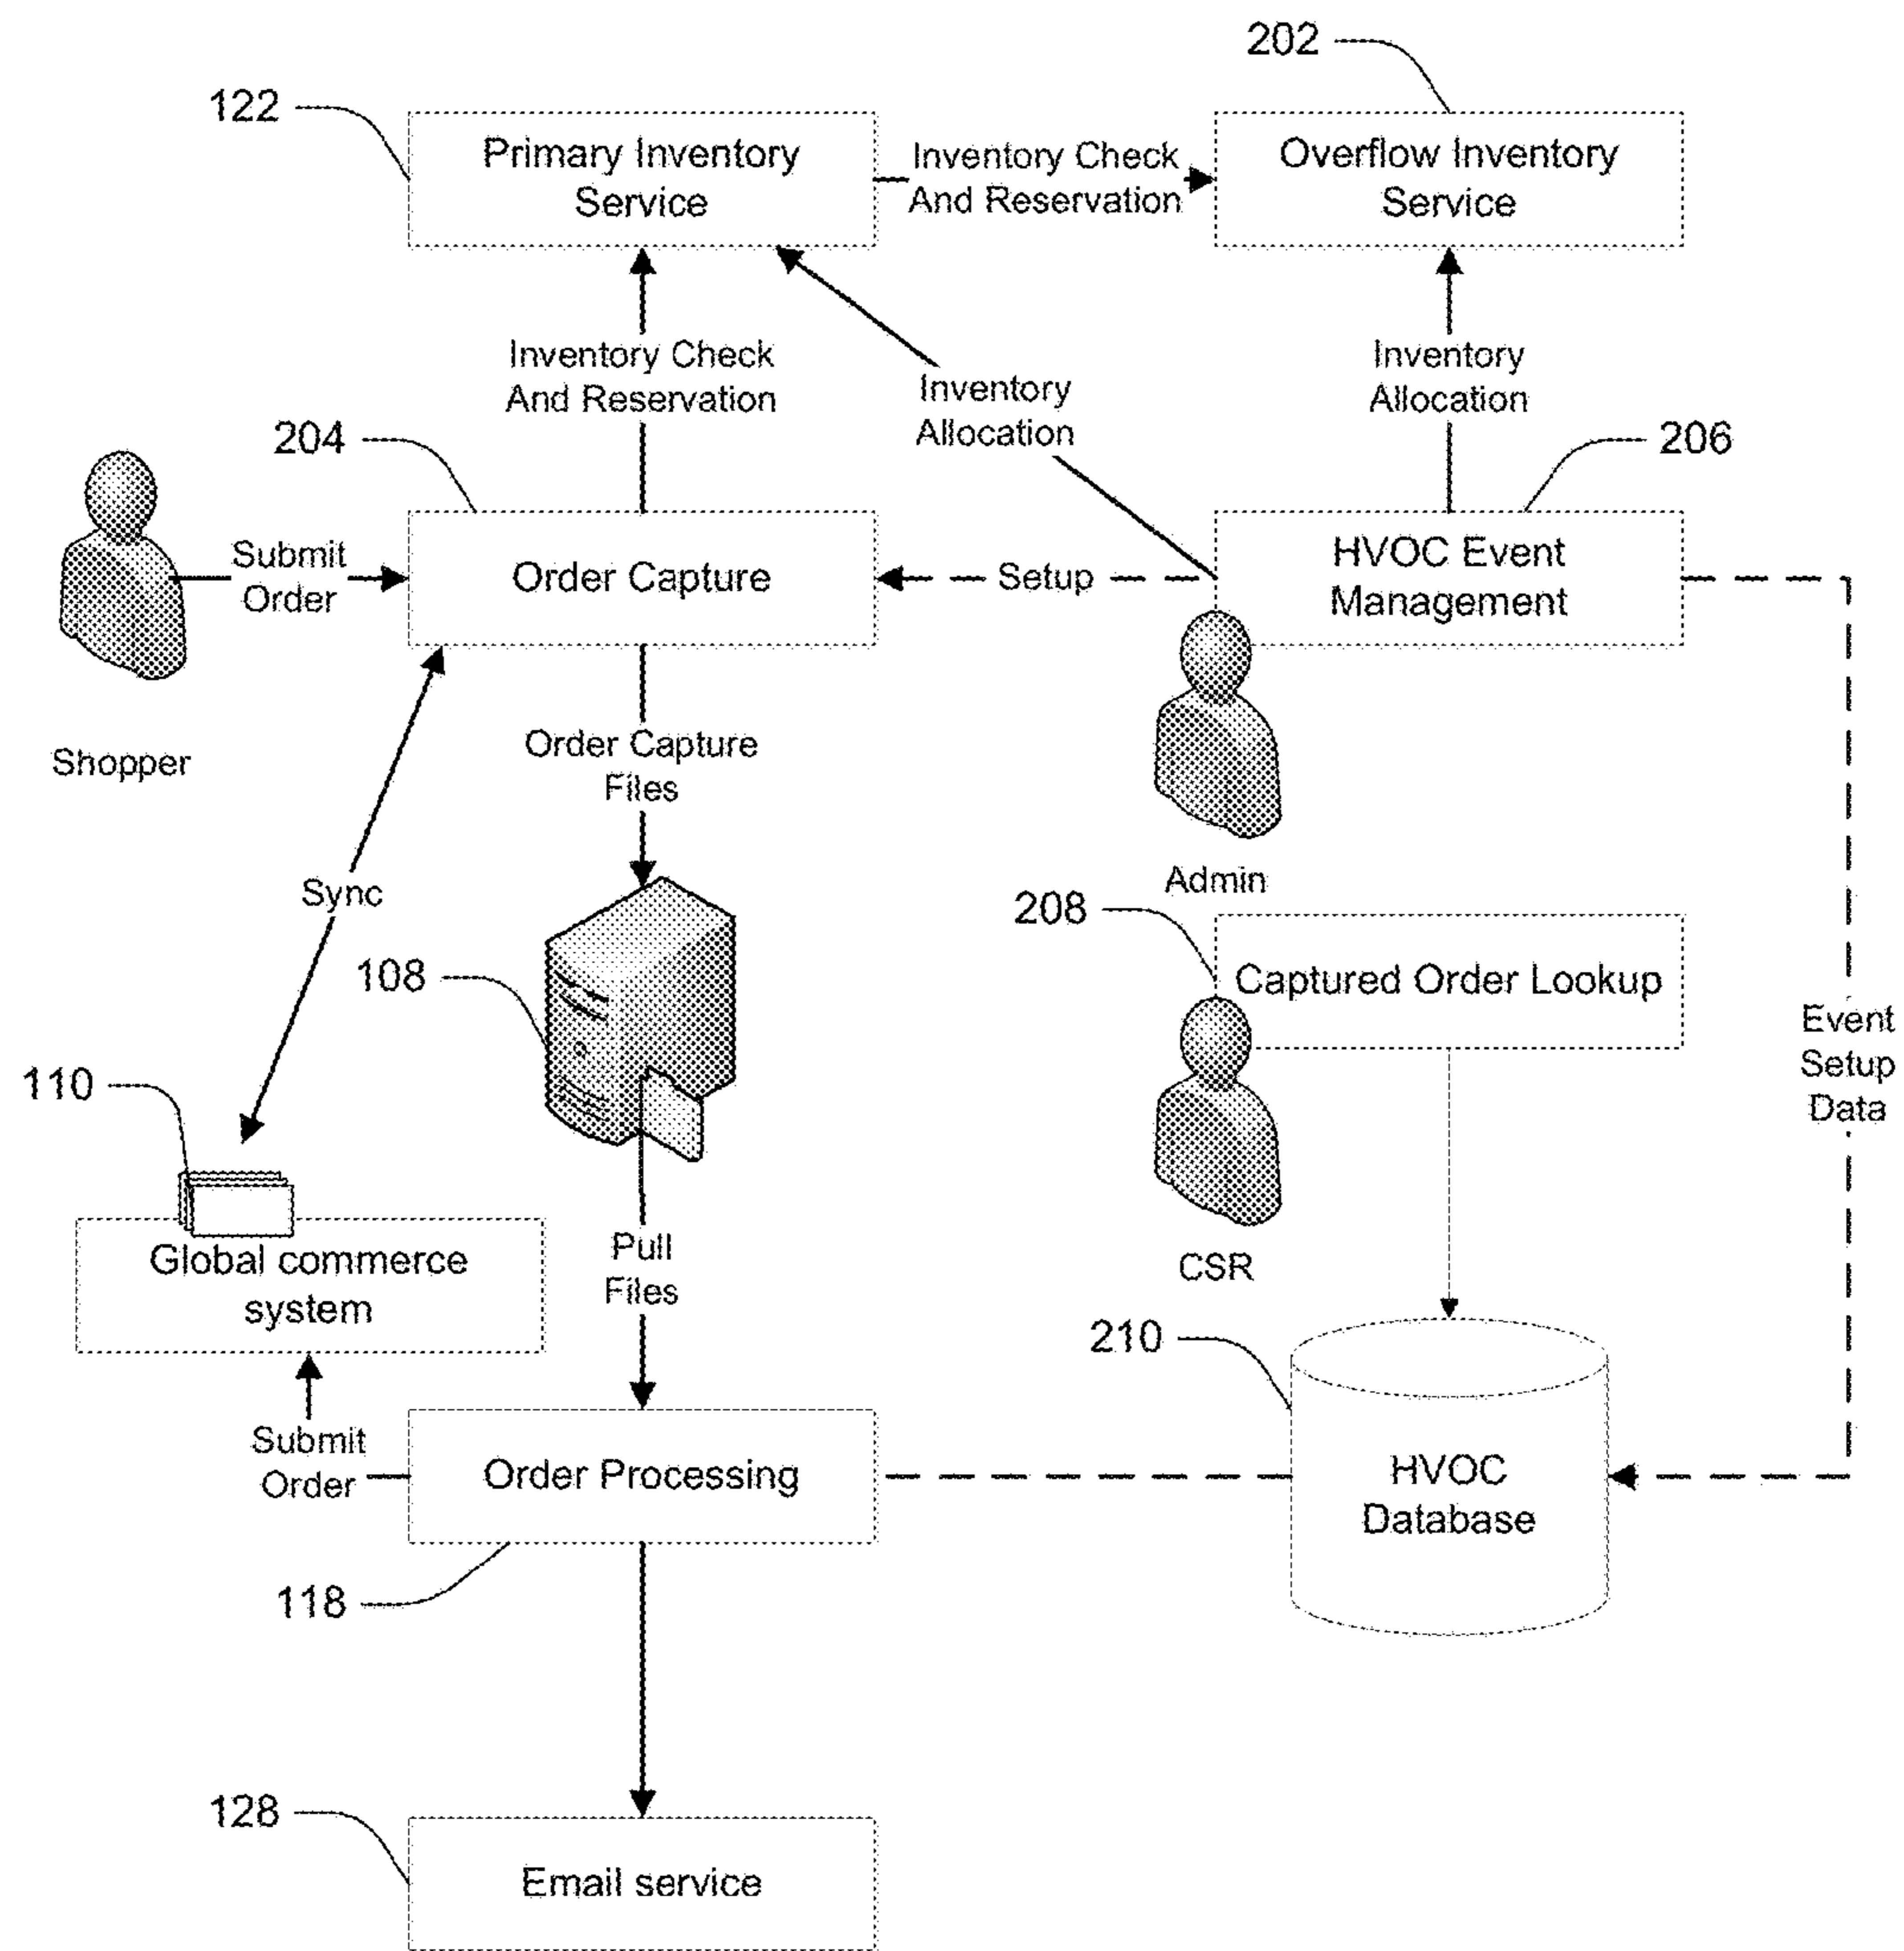 202
122
Primary Inventory
Service
Inventory Check
And Reservation
Overflow Inventory
Service
Inventory Check
And Reservation
Inventory
Allocation
Inventory
Allocation
204
206
Submit
Order
Order Capture
Setup
HVOC Event
Management
Shopper
Order Capture
Files
Admin
Sync
208
108
Captured Order Lookup
Event
Setup
Data
110
Global commerce
system
Pull
Files
CSR
210
Submit
Order
Order Processing
HVOC
Database
118
128
Email service